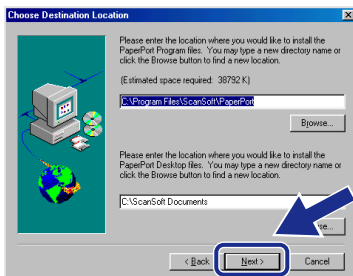 Choose Destination Location
Please enter the location where you would like to install the
PaperPort Program files. You may type a new directory name or
click the Browse button to find a new location.
(Estimated space required: 38792 K)
C:\Program Files\ScanSoft\PaperPort
Browse...
Please enter the location where you would like to install the
PaperPort Desktop files. You may type a new directory name or
click the Browse button to find a new location.
C:\ScanSoft Documents
< Back
Next >
Cancel